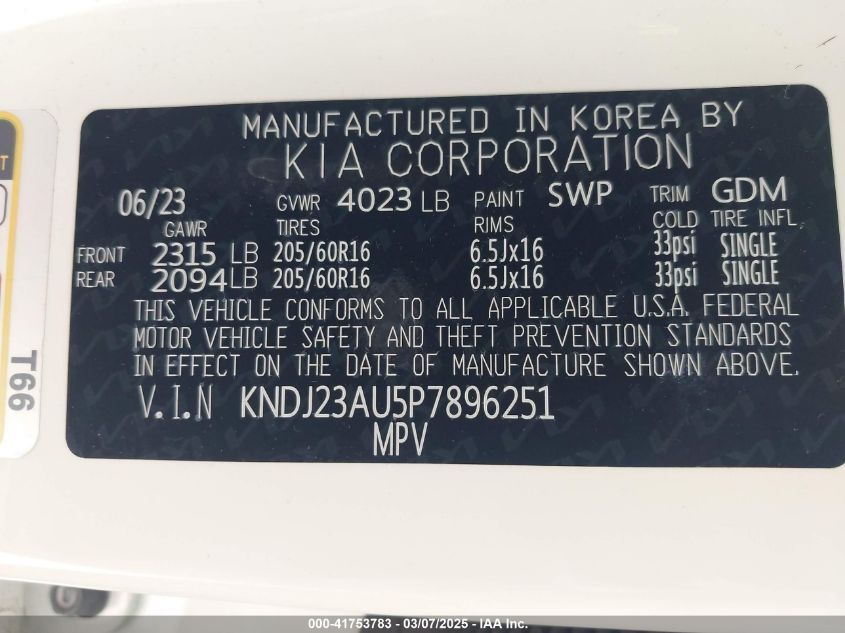 MANUFACTURED IN KOREA BY
KIA CORPORATION
06/23 GVWR 4023 LB PAINT SWP TRIM GDM
GAWR TIRES RIMS COLD TIRE INFL.
FRONT 2315 LB 205/60R16 6.5Jx16 33psi SINGLE
REAR 2094 LB 205/60R16 6.5Jx16 33psi SINGLE
THIS VEHICLE CONFORMS TO ALL APPLICABLE U.S.A. FEDERAL
MOTOR VEHICLE SAFETY AND THEFT PREVENTION STANDARDS
IN EFFECT ON THE DATE OF MANUFACTURE SHOWN ABOVE.
V.I.N KNDJ23AU5P7896251
MPV
T66
000-41753783 - 03/07/2025 - IAA Inc.